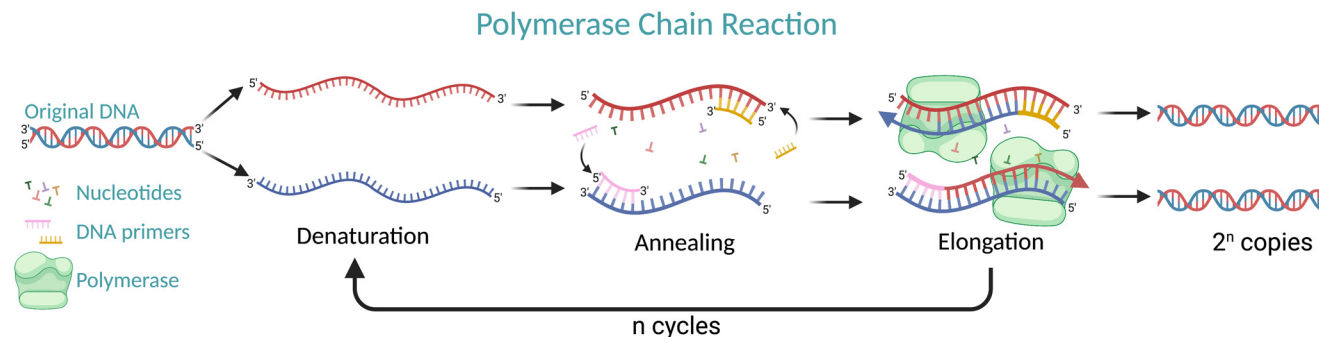 Polymerase Chain Reaction
Original DNA
3' 3'
5' 5'
Nucleotides
DNA primers
Polymerase
5' 3'
3' 5'
Denaturation
5' 3'
3' 5'
T
5' 3'
3' 5'
Annealing
5' 3'
5'
5'
3' 5'
Elongation
2ⁿ copies
n cycles